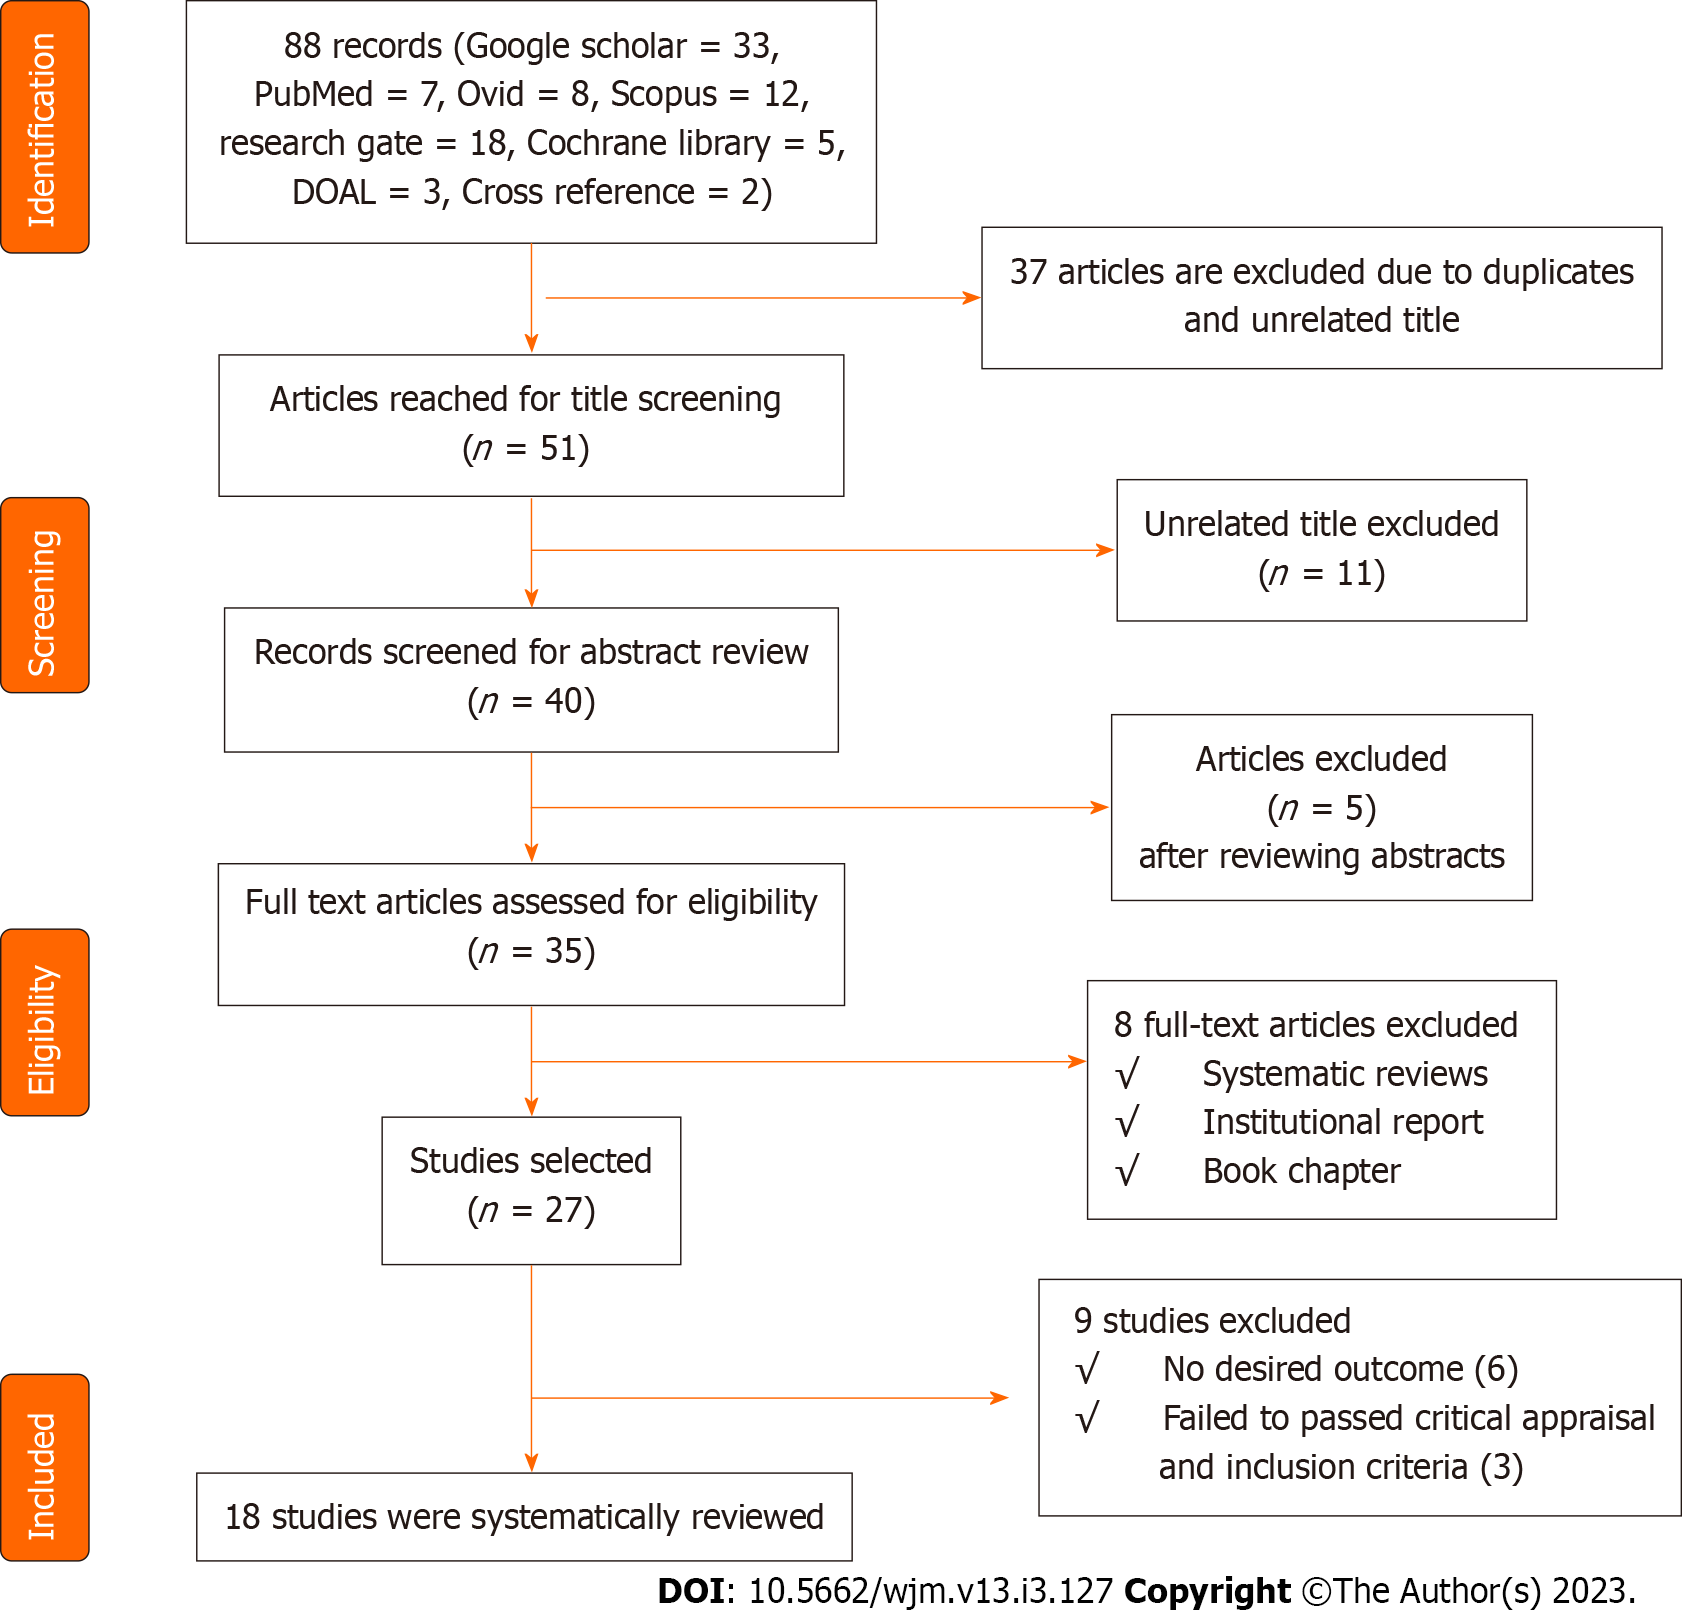 Identification
88 records (Google scholar = 33,
PubMed = 7, Ovid = 8, Scopus = 12,
research gate = 18, Cochrane library = 5,
DOAL = 3, Cross reference = 2)
37 articles are excluded due to duplicates
and unrelated title
Articles reached for title screening
(n = 51)
Screening
Unrelated title excluded
(n = 11)
Records screened for abstract review
(n = 40)
Articles excluded
(n = 5)
after reviewing abstracts
Full text articles assessed for eligibility
(n = 35)
Eligibility
8 full-text articles excluded
√ Systematic reviews
√ Institutional report
√ Book chapter
Studies selected
(n = 27)
9 studies excluded
√ No desired outcome (6)
√ Failed to passed critical appraisal
and inclusion criteria (3)
Included
18 studies were systematically reviewed
DOI: 10.5662/wjm.v13.i3.127 Copyright ©The Author(s) 2023.